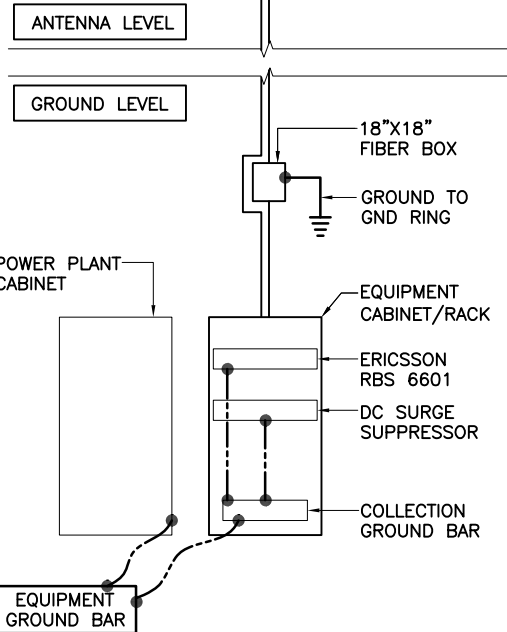 ANTENNA LEVEL
GROUND LEVEL
18"X18"
FIBER BOX
GROUND TO
GND RING
POWER PLANT
CABINET
EQUIPMENT
CABINET/RACK
ERICSSON
RBS 6601
DC SURGE
SUPPRESSOR
COLLECTION
GROUND BAR
EQUIPMENT
GROUND BAR